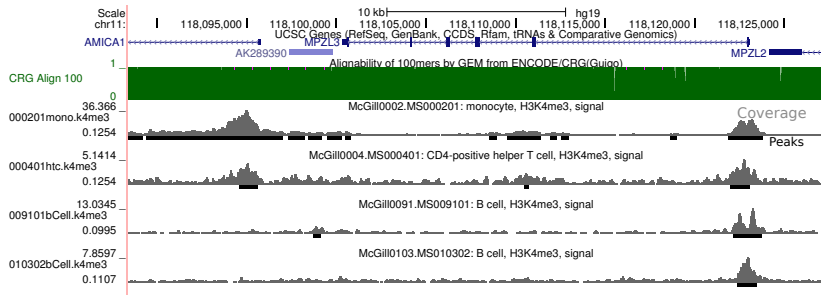 Scale 10 kb hg19
chr11: 118,095,000 118,100,000 118,105,000 118,110,000 118,115,000 118,120,000 118,125,000
UCSC Genes (RefSeq, GenBank, CCDS, Rfam, tRNAs & Comparative Genomics)
AMICA1 MPZL3
AK289390 MPZL2
Alignability of 100mers by GEM from ENCODE/CRG(Guigo)
1
CRG Align 100
0
McGill0002.MS000201: monocyte, H3K4me3, signal
36.366
000201mono.k4me3 Coverage
0.1254
Peaks
McGill0004.MS000401: CD4-positive helper T cell, H3K4me3, signal
5.1414
000401htc.k4me3
0.1254
McGill0091.MS009101: B cell, H3K4me3, signal
13.0345
009101bCell.k4me3
0.0995
McGill0103.MS010302: B cell, H3K4me3, signal
7.8597
010302bCell.k4me3
0.1107